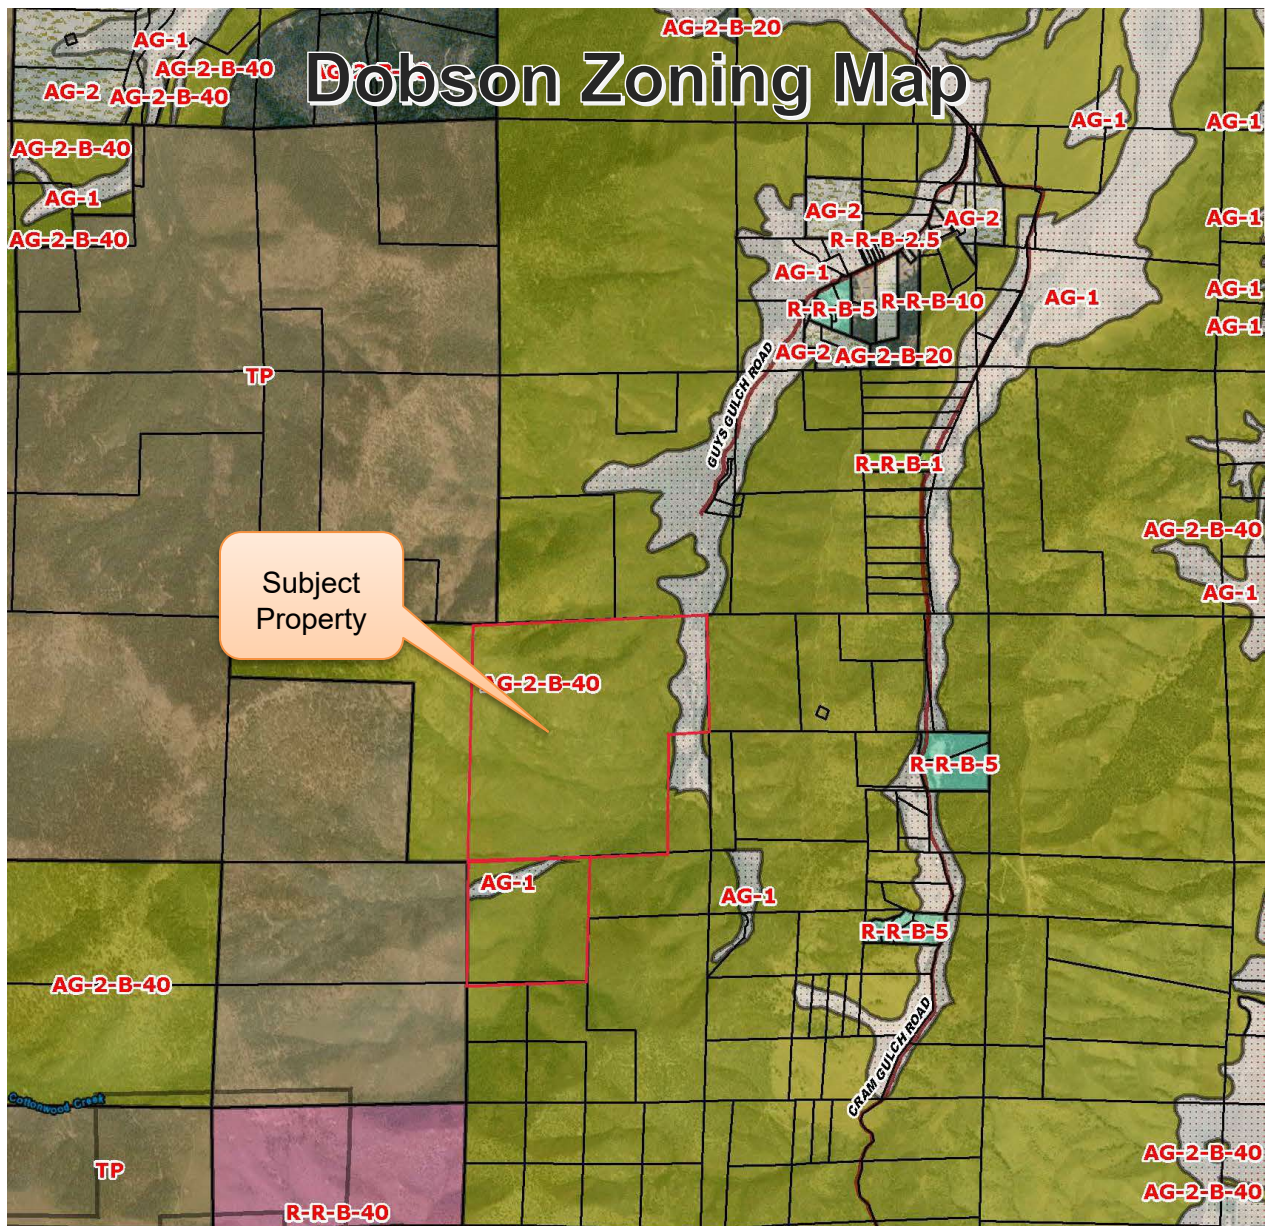 Dobson Zoning Map
AG-2-B-20
AG-1
AG-2-B-40
AG-2
AG-2-B-40
AG-1
AG-1
AG-2-B-40
AG-1
AG-2-B-40
AG-2
AG-2
AG-1
R-R-B-2.5
AG-1
R-R-B-5
R-R-B-10
AG-1
AG-1
AG-1
AG-2
AG-2-B-20
TP
GUYS GULCH ROAD
R-R-B-1
AG-2-B-40
AG-1
Subject
Property
AG-2-B-40
R-R-B-5
AG-1
AG-1
R-R-B-5
AG-2-B-40
CRAM GULCH ROAD
Cottonwood Creek
TP
R-R-B-40
AG-2-B-40
AG-2-B-40